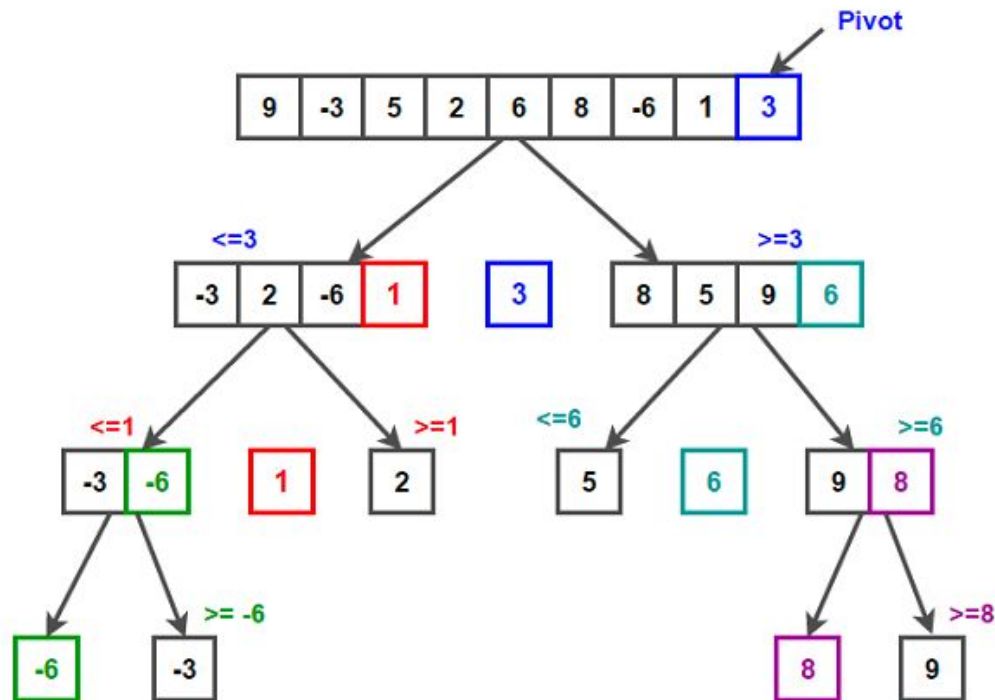 Pivot
9 -3 5 2 6 8 -6 1 3
<=3 >=3
-3 2 -6 1 3 8 5 9 6
<=1 >=1 <=6 >=6
-3 -6 1 2 5 6 9 8
>= -6 >=8
-6 -3 8 9